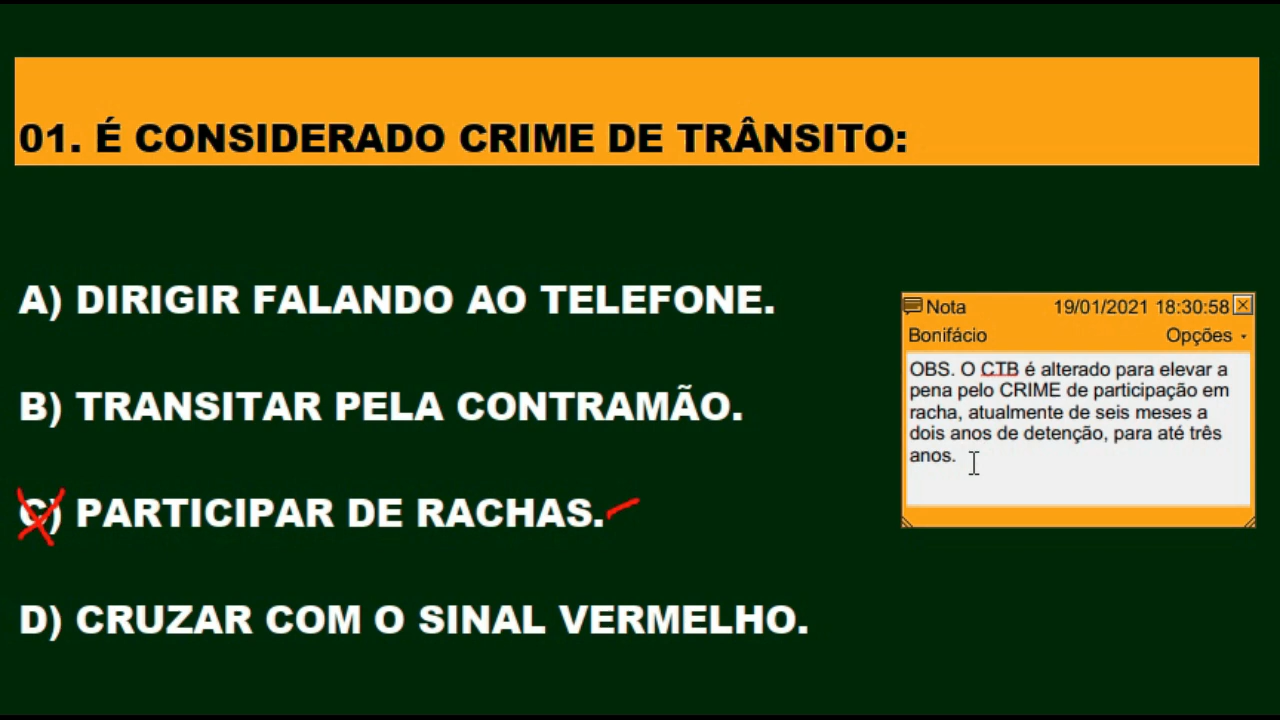 01. É CONSIDERADO CRIME DE TRÂNSITO:
A) DIRIGIR FALANDO AO TELEFONE.
B) TRANSITAR PELA CONTRAMÃO.
C) PARTICIPAR DE RACHAS.
D) CRUZAR COM O SINAL VERMELHO.
Nota 19/01/2021 18:30:58
Bonifácio Opções
OBS. O CTB é alterado para elevar a
pena pelo CRIME de participação em
racha, atualmente de seis meses a
dois anos de detenção, para até três
anos.